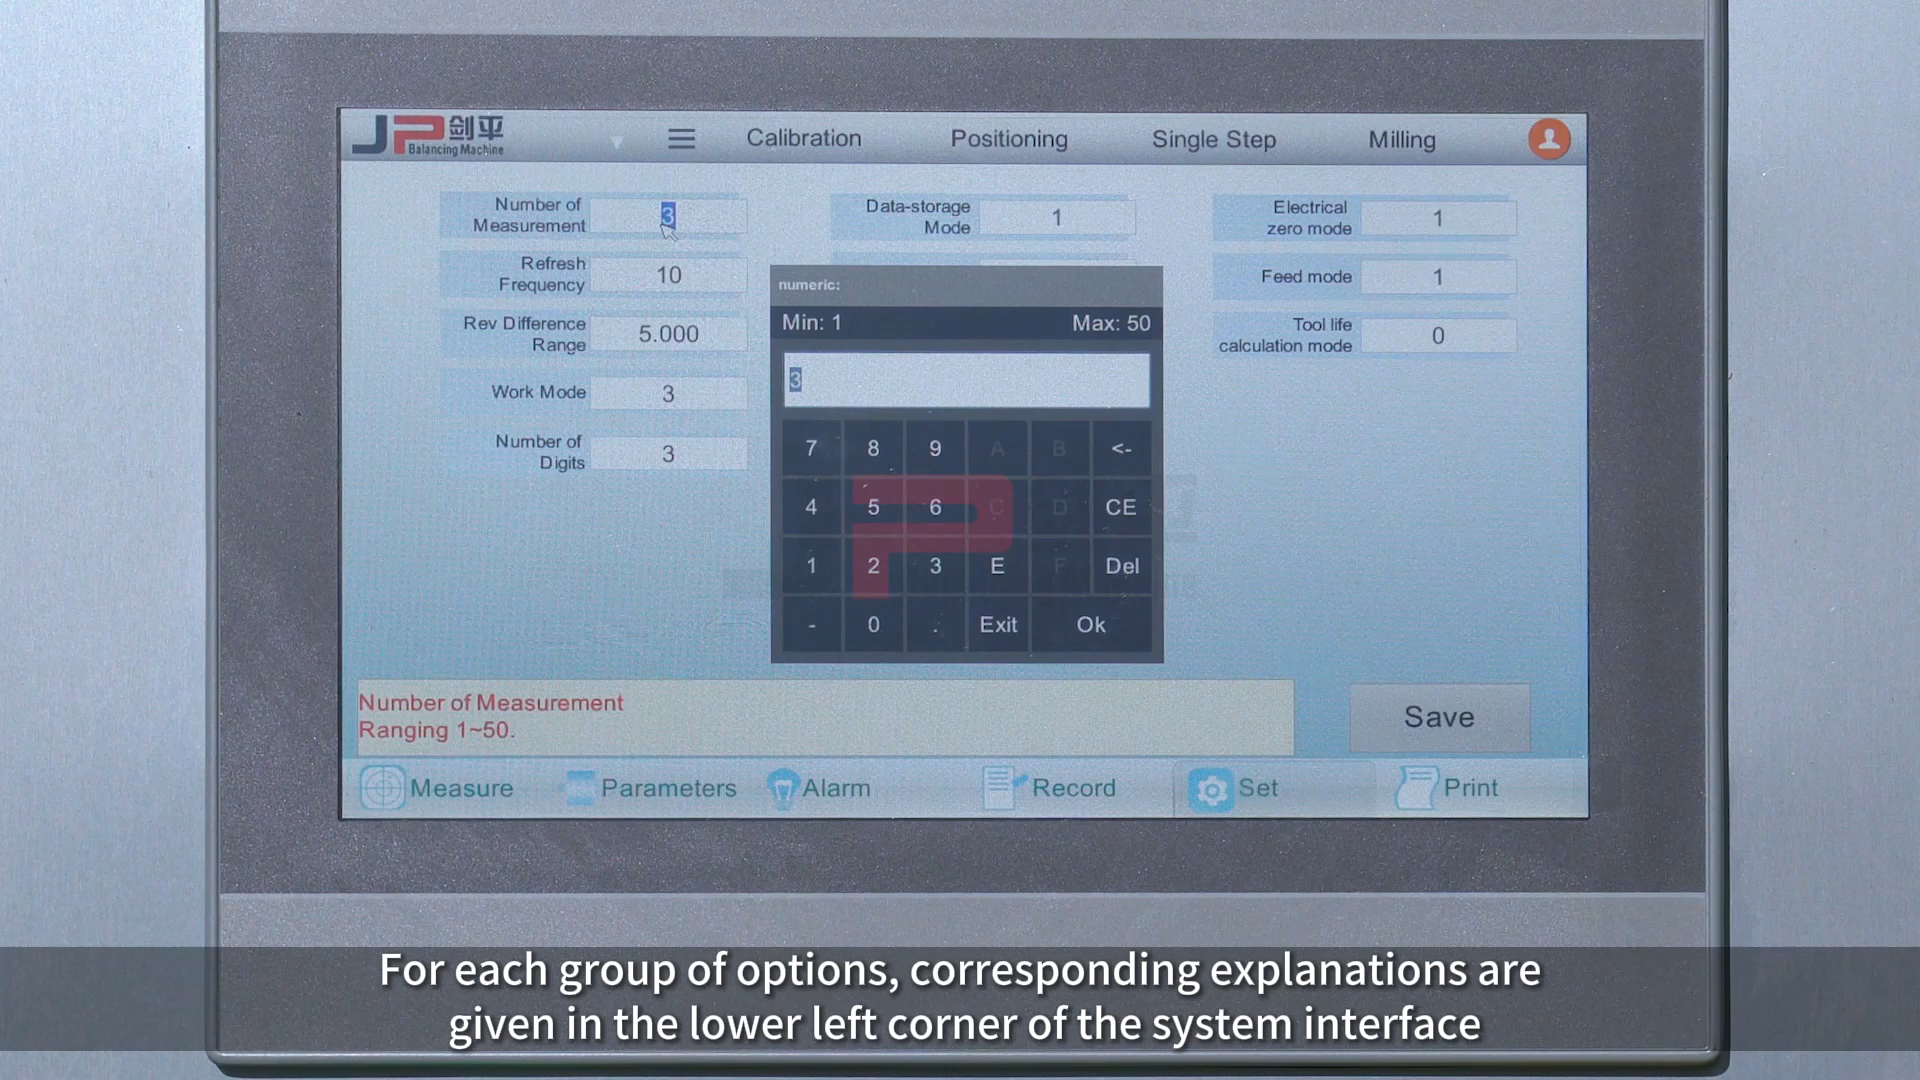 JP剑平
Balancing Machine
Calibration
Positioning
Single Step
Milling
Number of
Measurement
3
Refresh
Frequency
10
Rev Difference
Range
5.000
Work Mode
3
Number of
Digits
3
Data-storage
Mode
1
Electrical
zero mode
1
Feed mode
1
Tool life
calculation mode
0
numeric:
Min: 1 Max: 50
3
7 8 9 A B <-
4 5 6 C D CE
1 2 3 E F Del
- 0 . Exit Ok
Number of Measurement
Ranging 1~50.
Save
Measure
Parameters
Alarm
Record
Set
Print
For each group of options, corresponding explanations are
given in the lower left corner of the system interface